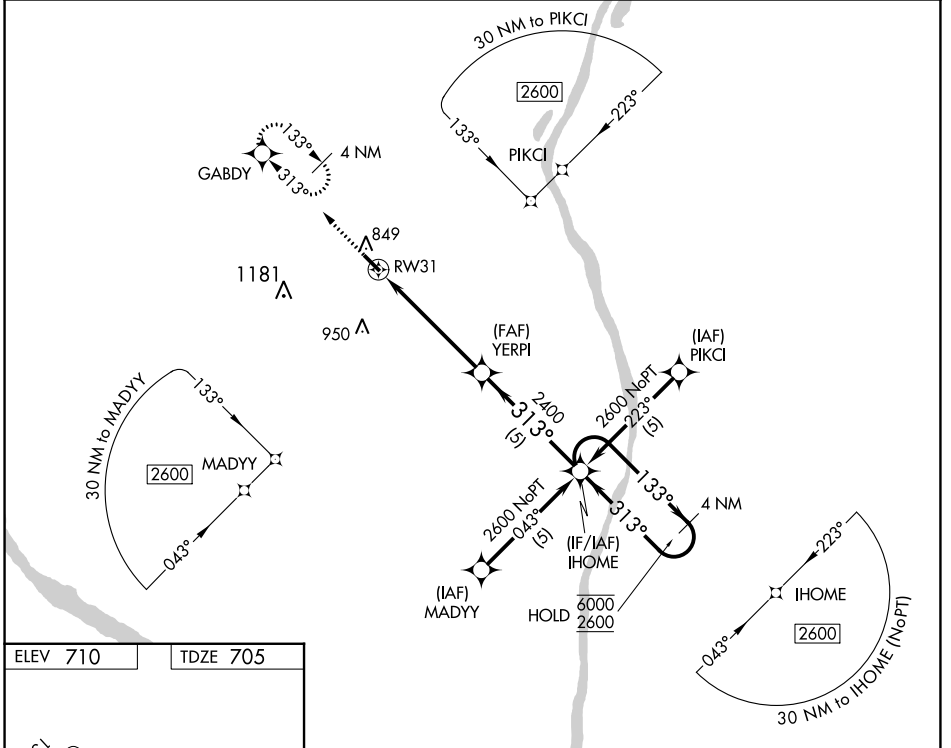 30 NM to PIKCI
2600
133°
223°
PIKCI
133°
4 NM
313°
GABDY
849
RW31
1181
950
(FAF)
YERPI
(IAF)
PIKCI
2600 NoPT
223°
(5)
2400
313°
(5)
30 NM to MADYY
133°
2600
MADYY
043°
2600 NoPT
043°
(5)
133°
4 NM
313°
(IF/IAF)
IHOME
(IAF)
MADYY
HOLD
6000
2600
223°
IHOME
2600
043°
30 NM to IHOME (NoPT)
ELEV 710
TDZE 705